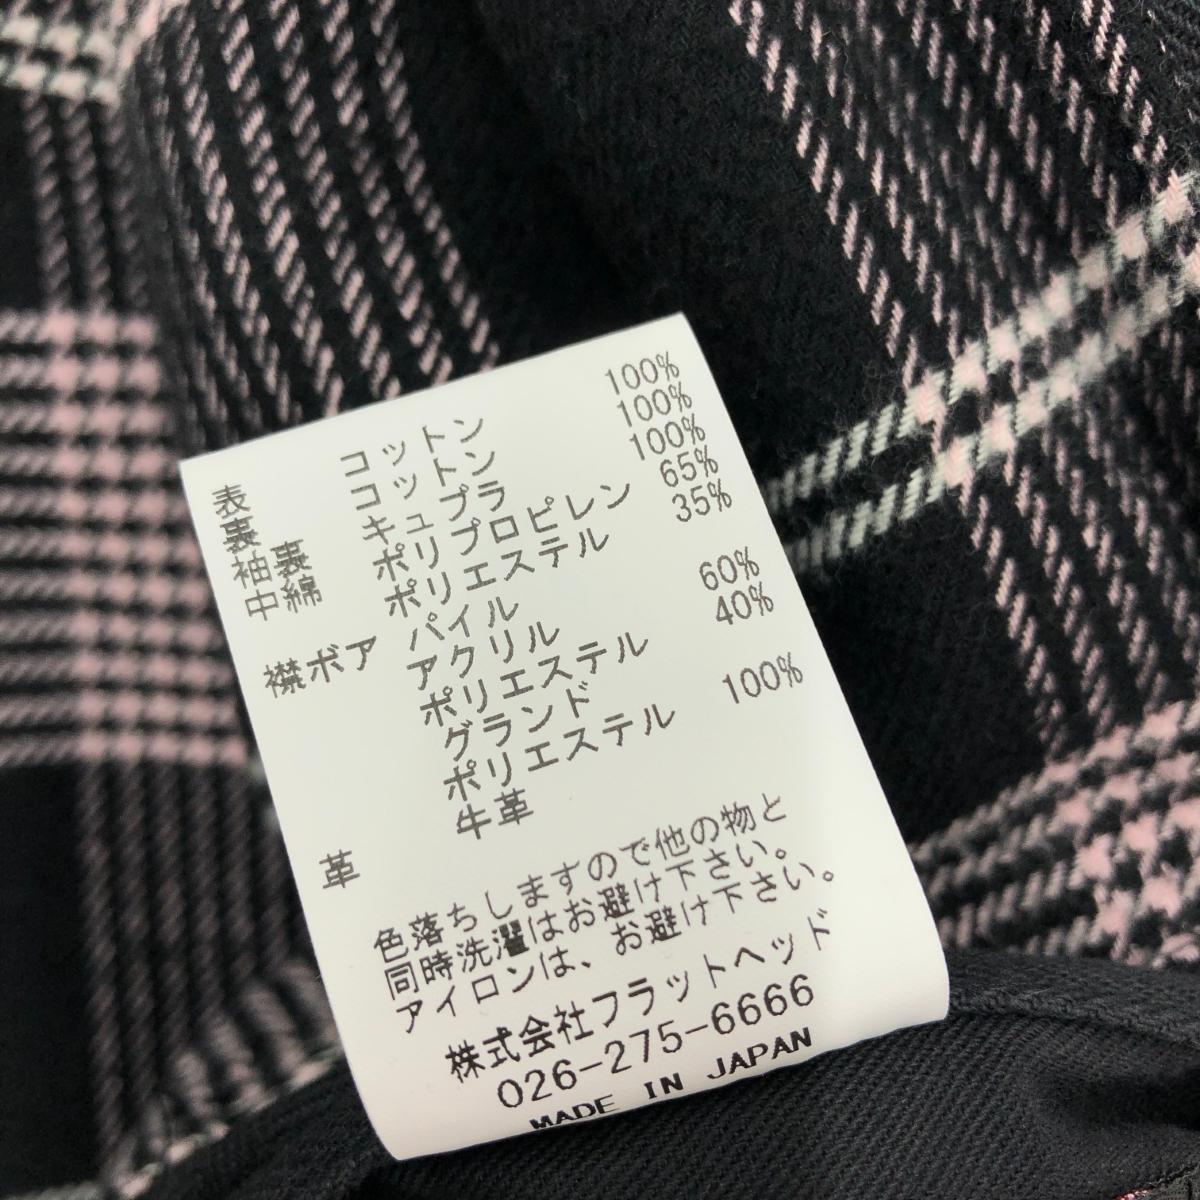 表 コットン 100%
裏 コットン 100%
袖裏 キュプラ 100%
中綿 ポリプロピレン 65%
ポリエステル 35%
襟ボア パイル
アクリル 60%
ポリエステル 40%
グランド
ポリエステル 100%
革 牛革
色落ちしますので他の物と
同時洗濯はお避け下さい。
アイロンは、お避け下さい。
株式会社フラットヘッド
026-275-6666
MADE IN JAPAN